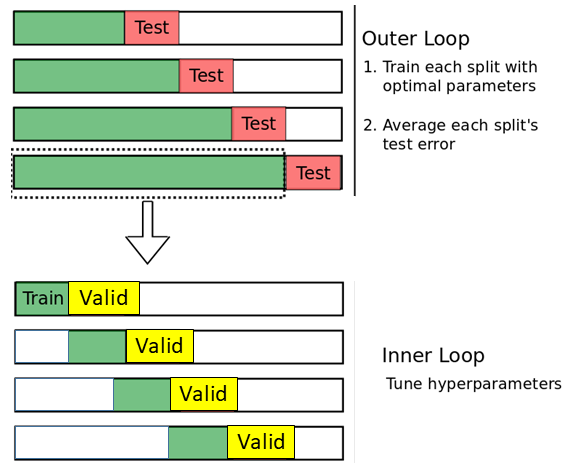 Test
Outer Loop
1. Train each split with
optimal parameters
Test
Test
2. Average each split's
test error
Test
Train Valid
Valid
Inner Loop
Tune hyperparameters
Valid
Valid